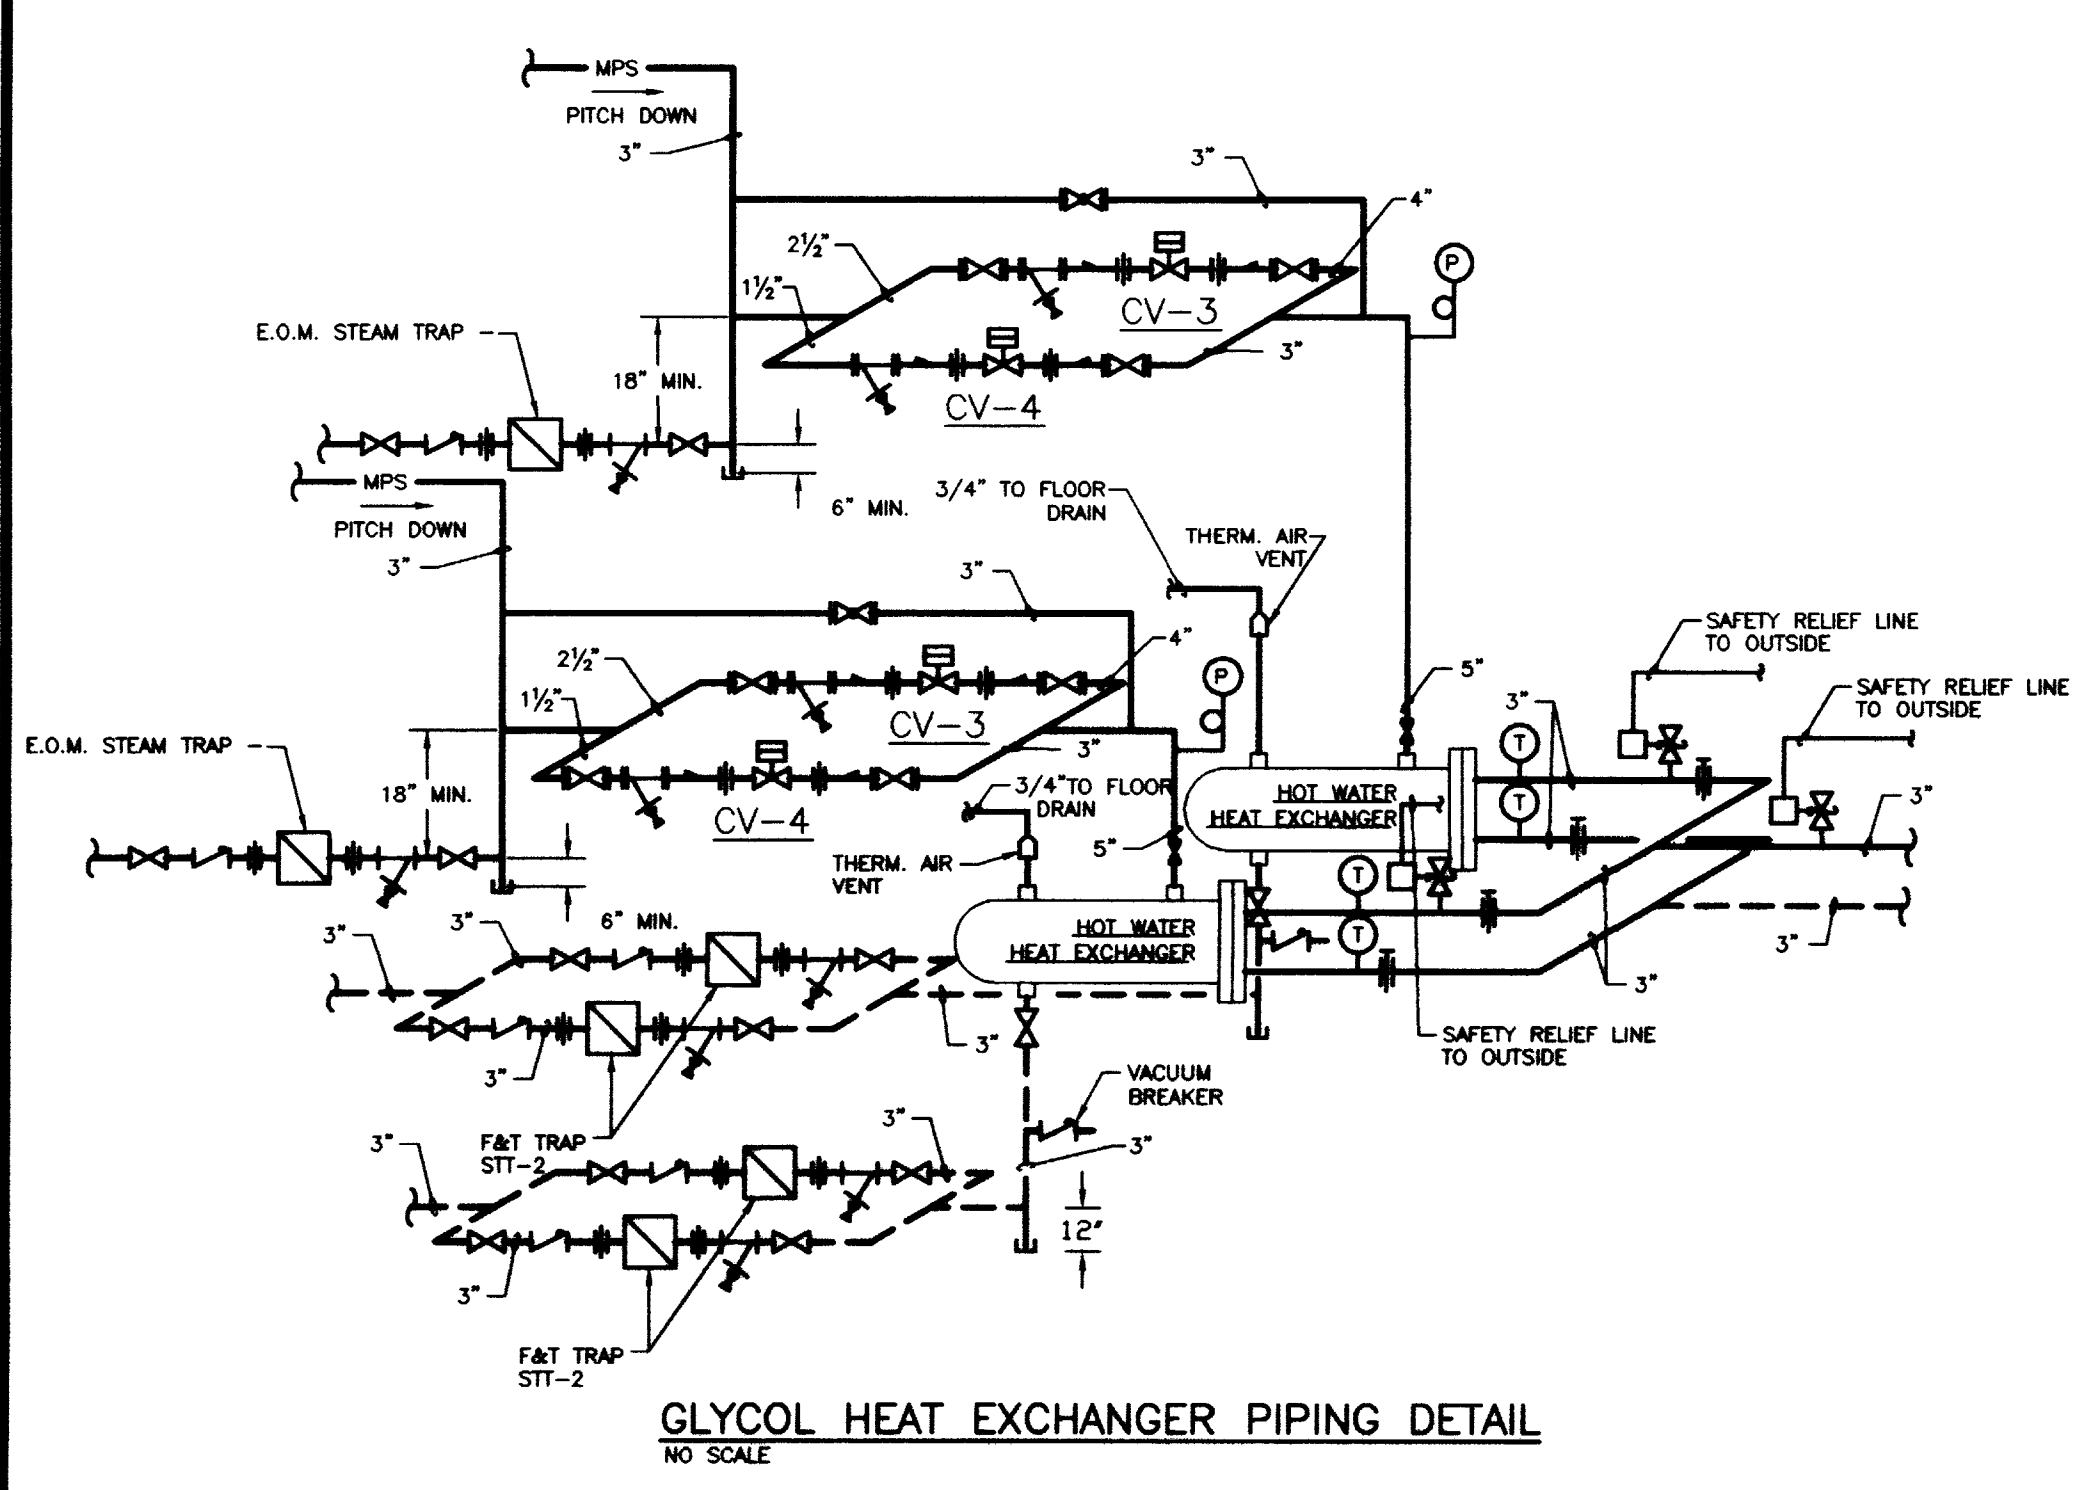 MPS
PITCH DOWN
3"
3"
4"
2½"
1½"
P
CV-3
E.O.M. STEAM TRAP
3"
18" MIN.
CV-4
MPS
PITCH DOWN
6" MIN.
3/4" TO FLOOR
DRAIN
THERM. AIR
VENT
3"
3"
4"
2½"
1½"
P
5"
SAFETY RELIEF LINE
TO OUTSIDE
SAFETY RELIEF LINE
TO OUTSIDE
3"
CV-3
E.O.M. STEAM TRAP
3"
18" MIN.
CV-4
3/4"TO FLOOR
DRAIN
T
T
HOT WATER
HEAT EXCHANGER
3"
5"
THERM. AIR
VENT
T
T
3"
3"
6" MIN.
HOT WATER
HEAT EXCHANGER
3"
3"
3"
3"
SAFETY RELIEF LINE
TO OUTSIDE
VACUUM
BREAKER
3"
3"
3"
F&T TRAP
STT-2
3"
12"
3"
F&T TRAP
STT-2
GLYCOL HEAT EXCHANGER PIPING DETAIL
NO SCALE